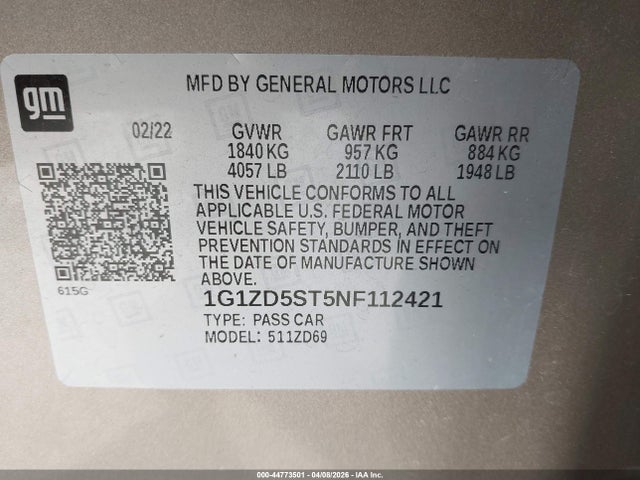 gm
MFD BY GENERAL MOTORS LLC
02/22 GVWR GAWR FRT GAWR RR
1840 KG 957 KG 884 KG
4057 LB 2110 LB 1948 LB
THIS VEHICLE CONFORMS TO ALL
APPLICABLE U.S. FEDERAL MOTOR
VEHICLE SAFETY, BUMPER, AND THEFT
PREVENTION STANDARDS IN EFFECT ON
THE DATE OF MANUFACTURE SHOWN
ABOVE.
615G
1G1ZD5ST5NF112421
TYPE: PASS CAR
MODEL: 511ZD69
000-44773501 - 04/08/2026 - IAA Inc.